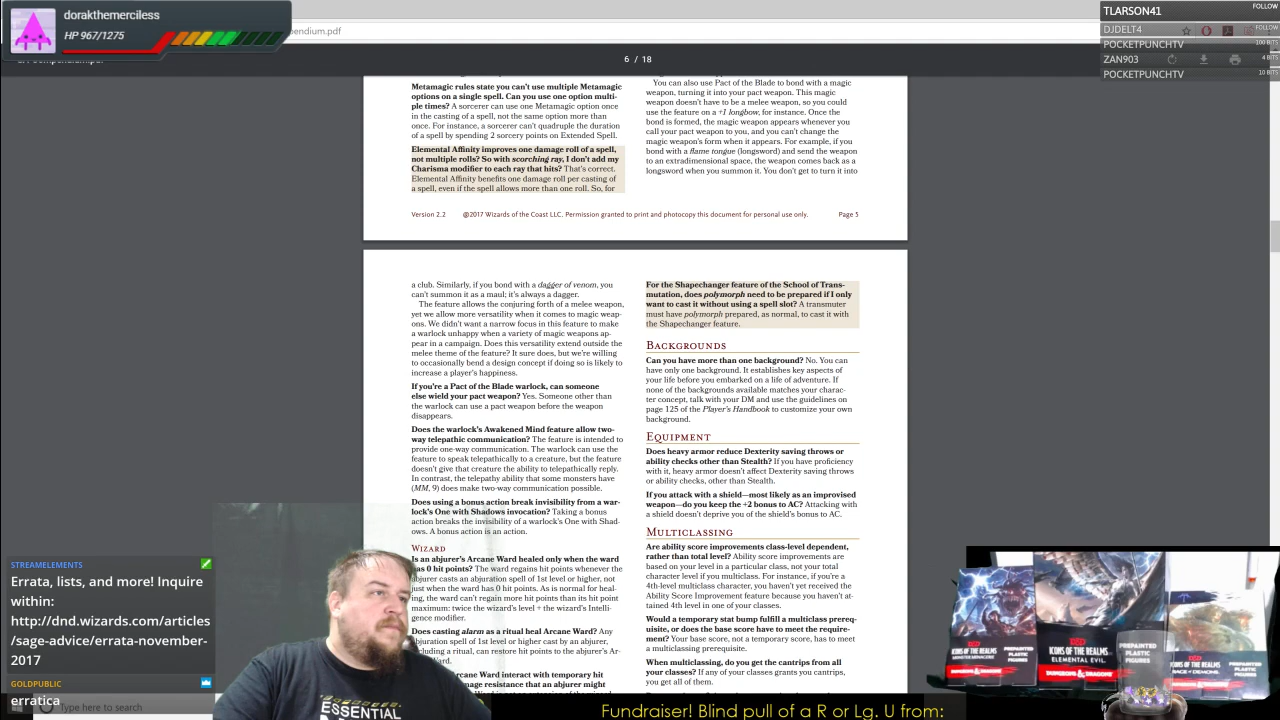 dorakthemerciless
HP 967/1275
pendium.pdf
6 / 18
TLARSON41
FOLLOW
DJDELT4
FOLLOW
POCKETPUNCHTV
100 BITS
ZAN903
4 BITS
POCKETPUNCHTV
10 BITS
Metamagic rules state you can't use multiple Metamagic
options on a single spell. Can you use one option multi-
ple times? A sorcerer can use one Metamagic option once
in the casting of a spell, not the same option more than
once. For instance, a sorcerer can't quadruple the duration
of a spell by spending 2 sorcery points on Extended Spell.
Elemental Affinity improves one damage roll of a spell,
not multiple rolls? So with scorching ray, I don't add my
Charisma modifier to each ray that hits? That's correct.
Elemental Affinity benefits one damage roll per casting of
a spell, even if the spell allows more than one roll. So, for
You can also use Pact of the Blade to bond with a magic
weapon, turning it into your pact weapon. This magic
weapon doesn't have to be a melee weapon, so you could
use the feature on a +1 longbow, for instance. Once the
bond is formed, the magic weapon appears whenever you
call your pact weapon to you, and you can't change the
magic weapon's form when it appears. For example, if you
bond with a flame tongue (longsword) and send the weapon
to an extradimensional space, the weapon comes back as a
longsword when you summon it. You don't get to turn it into
Version 2.2 @2017 Wizards of the Coast LLC. Permission granted to print and photocopy this document for personal use only. Page 5
a club. Similarly, if you bond with a dagger of venom, you
can't summon it as a maul; it's always a dagger.
The feature allows the conjuring forth of a melee weapon,
yet we allow more versatility when it comes to magic weap-
ons. We didn't want a narrow focus in this feature to make
a warlock unhappy when a variety of magic weapons ap-
pear in a campaign. Does this versatility extend outside the
melee theme of the feature? It sure does, but we're willing
to occasionally bend a design concept if doing so is likely to
increase a player's happiness.
If you're a Pact of the Blade warlock, can someone
else wield your pact weapon? Yes. Someone other than
the warlock can use a pact weapon before the weapon
disappears.
Does the warlock's Awakened Mind feature allow two-
way telepathic communication? The feature is intended to
provide one-way communication. The warlock can use the
feature to speak telepathically to a creature, but the feature
doesn't give that creature the ability to telepathically reply.
In contrast, the telepathy ability that some monsters have
(MM, 9) does make two-way communication possible.
Does using a bonus action break invisibility from a war-
lock's One with Shadows invocation? Taking a bonus
action breaks the invisibility of a warlock's One with Shad-
ows. A bonus action is an action.
WIZARD
Is an abjurer's Arcane Ward healed only when the ward
has 0 hit points? The ward regains hit points whenever the
abjurer casts an abjuration spell of 1st level or higher, not
just when the ward has 0 hit points. As is normal for heal-
ing, the ward can't regain more hit points than its hit point
maximum: twice the wizard's level + the wizard's Intelli-
gence modifier.
Does casting alarm as a ritual heal Arcane Ward? Any
abjuration spell of 1st level or higher cast by an abjurer,
including a ritual, can restore hit points to the abjurer's Ar-
rcane Ward interact with temporary hit
mage resistance that an abjurer might
For the Shapechanger feature of the School of Trans-
mutation, does polymorph need to be prepared if I only
want to cast it without using a spell slot? A transmuter
must have polymorph prepared, as normal, to cast it with
the Shapechanger feature.
BACKGROUNDS
Can you have more than one background? No. You can
have only one background. It establishes key aspects of
your life before you embarked on a life of adventure. If
none of the backgrounds available matches your charac-
ter concept, talk with your DM and use the guidelines on
page 125 of the Player's Handbook to customize your own
background.
EQUIPMENT
Does heavy armor reduce Dexterity saving throws or
ability checks other than Stealth? If you have proficiency
with it, heavy armor doesn't affect Dexterity saving throws
or ability checks, other than Stealth.
If you attack with a shield—most likely as an improvised
weapon—do you keep the +2 bonus to AC? Attacking with
a shield doesn't deprive you of the shield's bonus to AC.
MULTICLASSING
Are ability score improvements class-level dependent,
rather than total level? Ability score improvements are
based on your level in a particular class, not your total
character level if you multiclass. For instance, if you're a
4th-level multiclass character, you haven't yet received the
Ability Score Improvement feature because you haven't at-
tained 4th level in one of your classes.
Would a temporary stat bump fulfill a multiclass prereq-
uisite, or does the base score have to meet the require-
ment? Your base score, not a temporary score, has to meet
a multiclassing prerequisite.
When multiclassing, do you get the cantrips from all
your classes? If any of your classes grants you cantrips,
you get all of them.
STREAMELEMENTS
Errata, lists, and more! Inquire
within:
http://dnd.wizards.com/articles
/sage-advice/errata-november-
2017
GOLDPUBLIC
erratica
Type here to search
ESSENTIAL
ICONS OF THE REALMS
DUNGEONS & DRAGONS
ICONS OF THE REALMS
ELEMENTAL EVIL
DUNGEONS & DRAGONS
PREPAINTED
PLASTIC
FIGURES
PREPAINTED
PLASTIC
FIGURES
Fundraiser! Blind pull of a R or Lg. U from: